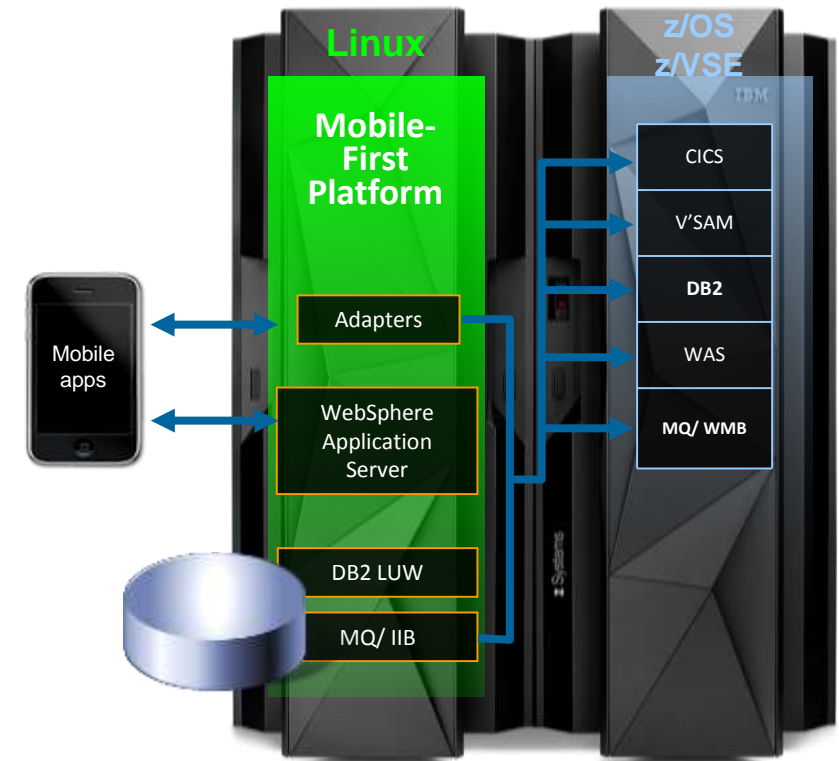 Linux
Mobile-
First
Platform
Adapters
WebSphere
Application
Server
DB2 LUW
MQ/ IIB
Mobile
apps
z/OS
z/VSE
IBM
CICS
V'SAM
DB2
WAS
MQ/ WMB
z Systems